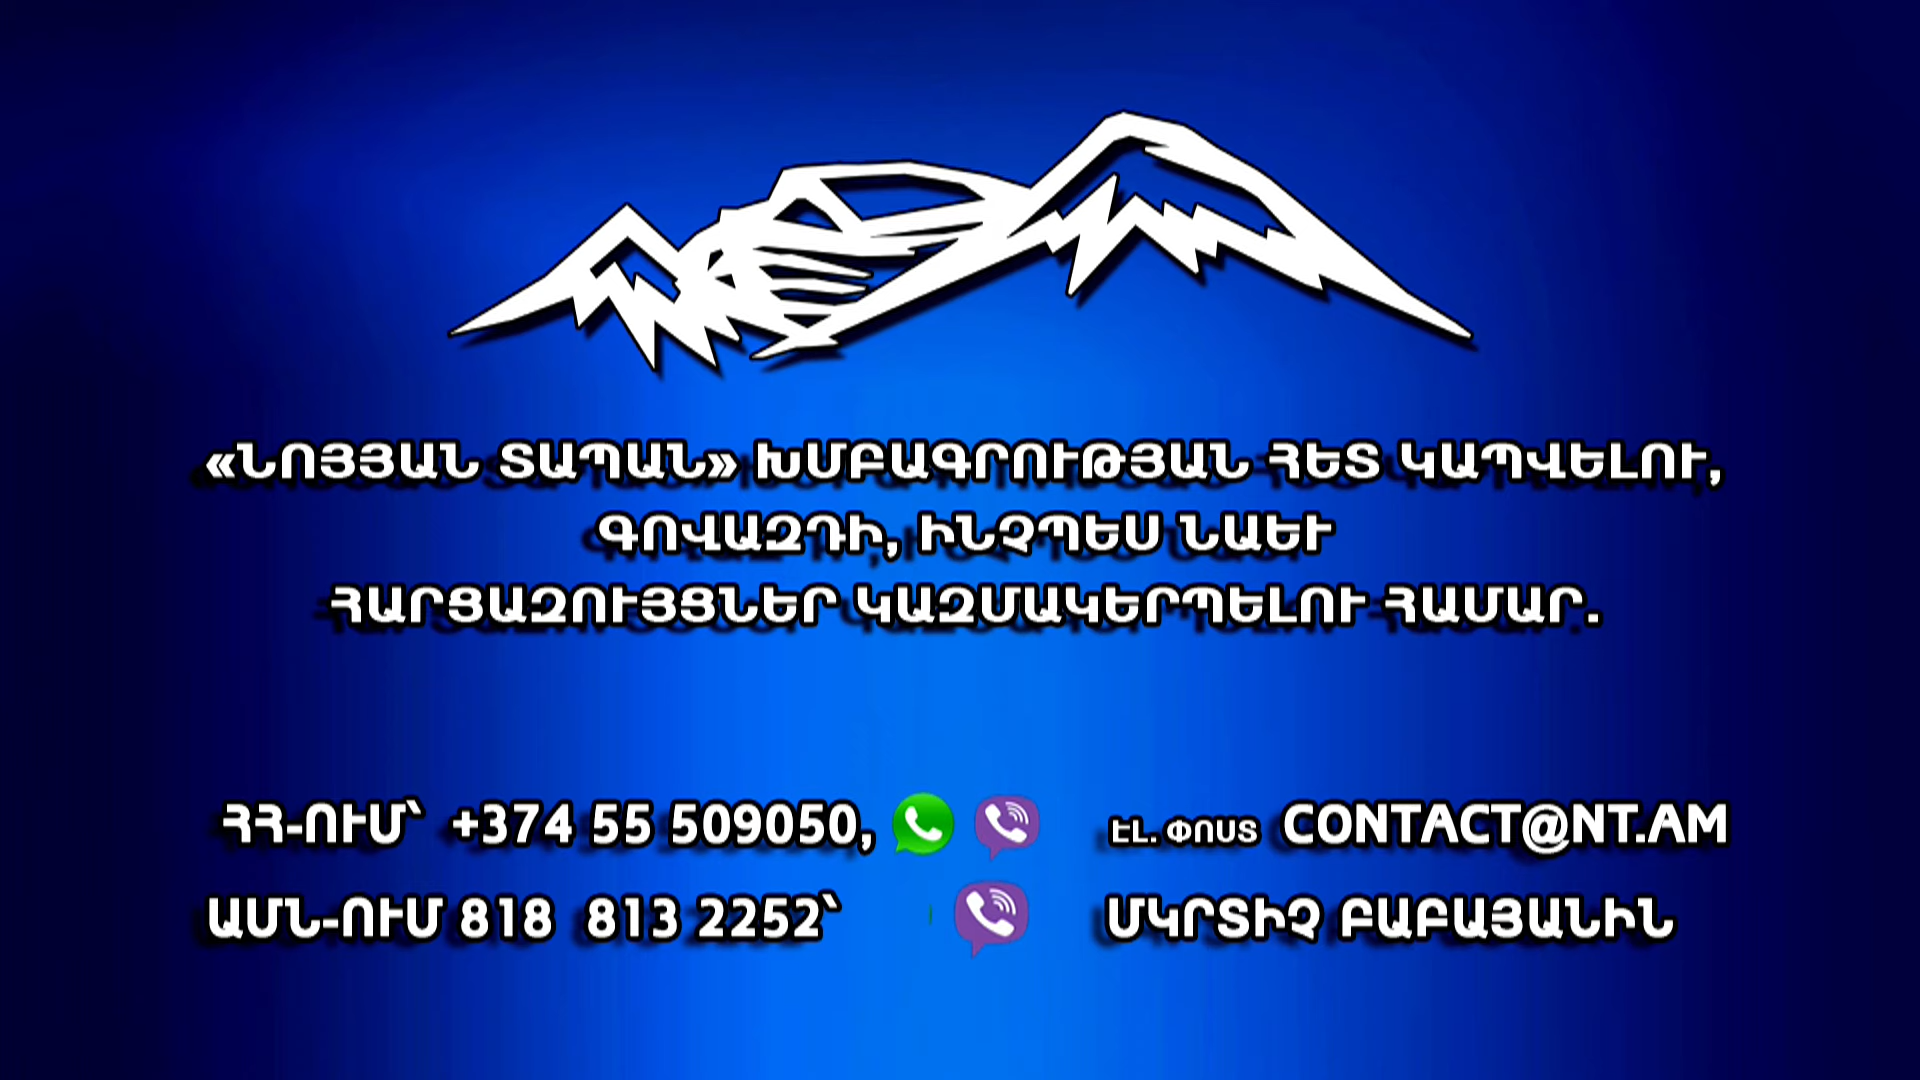 «ՆՈՅՅԱՆ ՏԱՊԱՆ» ԽՄԲԱԳՐՈՒԹՅԱՆ ՀԵՏ ԿԱՊՎԵԼՈՒ,
ԳՈՎԱԶԴԻ, ԻՆՉՊԵՍ ՆԱԵՒ
ՀԱՐՑԱԶՈՒՅՑՆԵՐ ԿԱԶՄԱԿԵՐՊԵԼՈՒ ՀԱՄԱՐ.
ՀՀ-ՈՒՄ՝ +374 55 509050,
ԷԼ. ՓՈՍՏ CONTACT@NT.AM
ԱՄՆ-ՈՒՄ 818 813 2252՝
ՄԿՐՏԻՉ ԲԱԲԱՅԱՆԻՆ